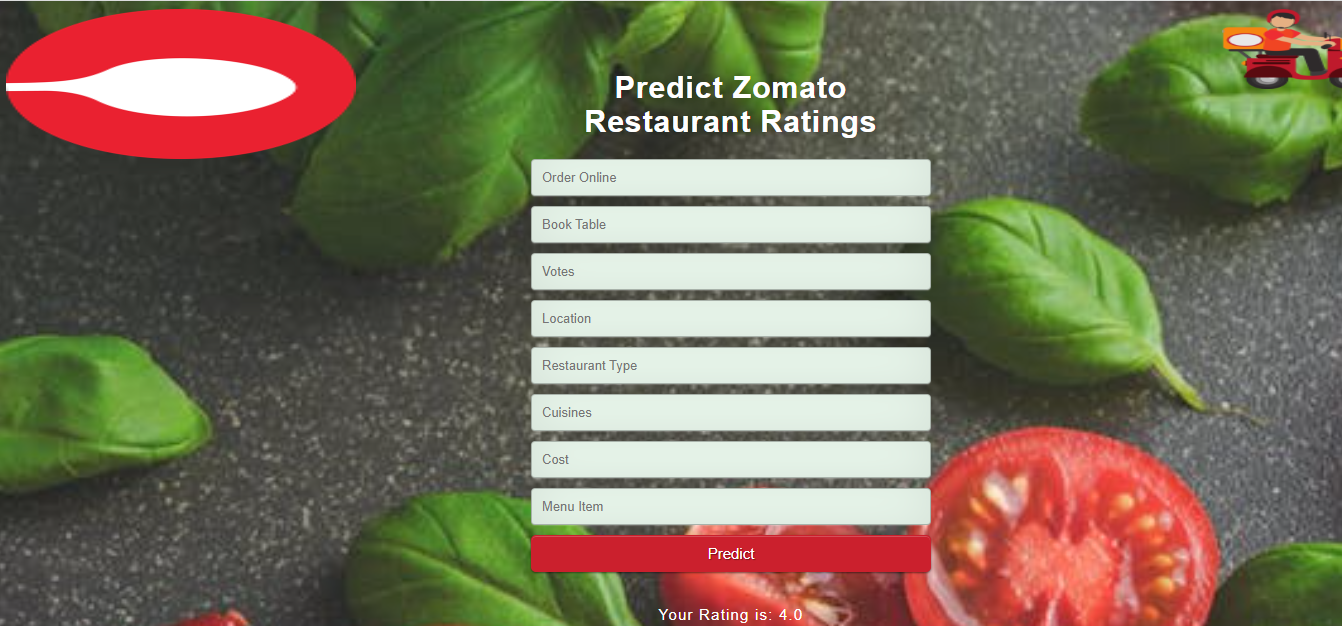 Predict Zomato
Restaurant Ratings
Order Online
Book Table
Votes
Location
Restaurant Type
Cuisines
Cost
Menu Item
Predict
Your Rating is: 4.0